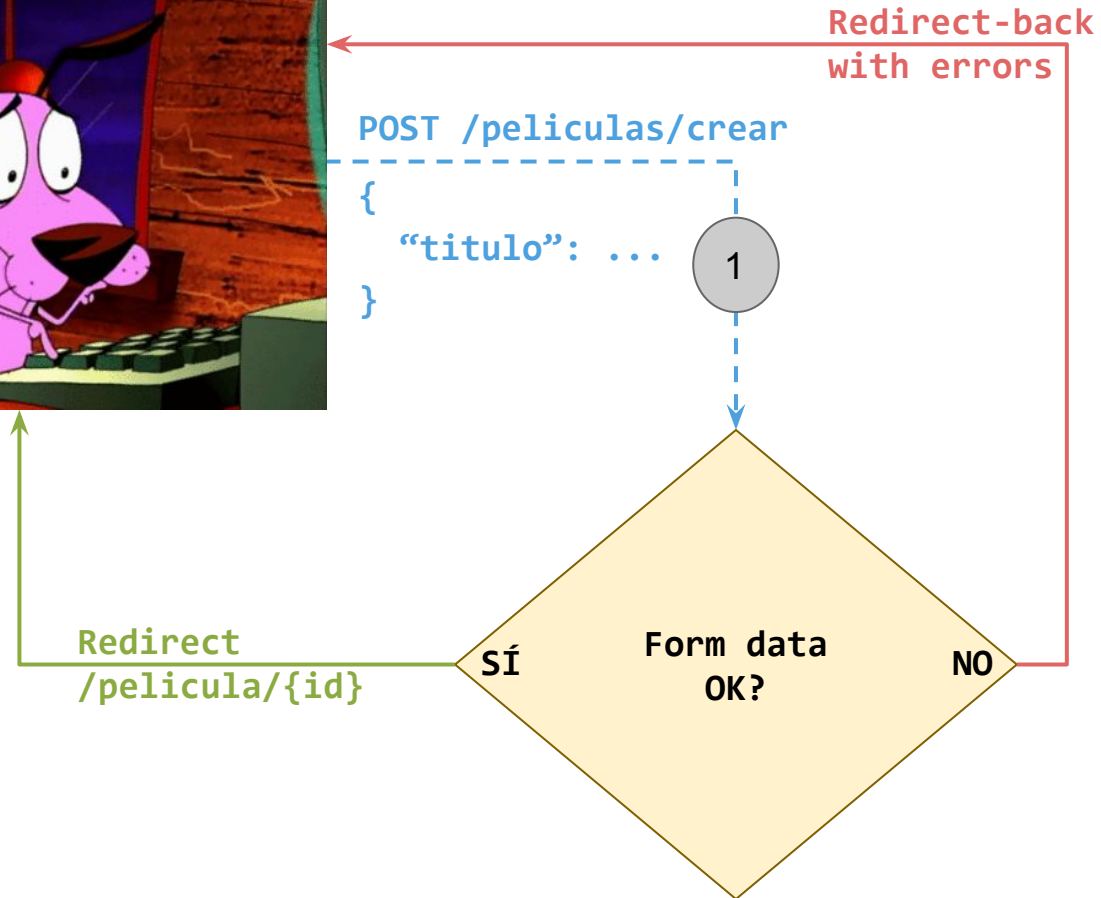 Redirect-back
with errors
POST /peliculas/crear
{
“titulo”: ...
}
1
Form data
OK?
SÍ
NO
Redirect
/pelicula/{id}